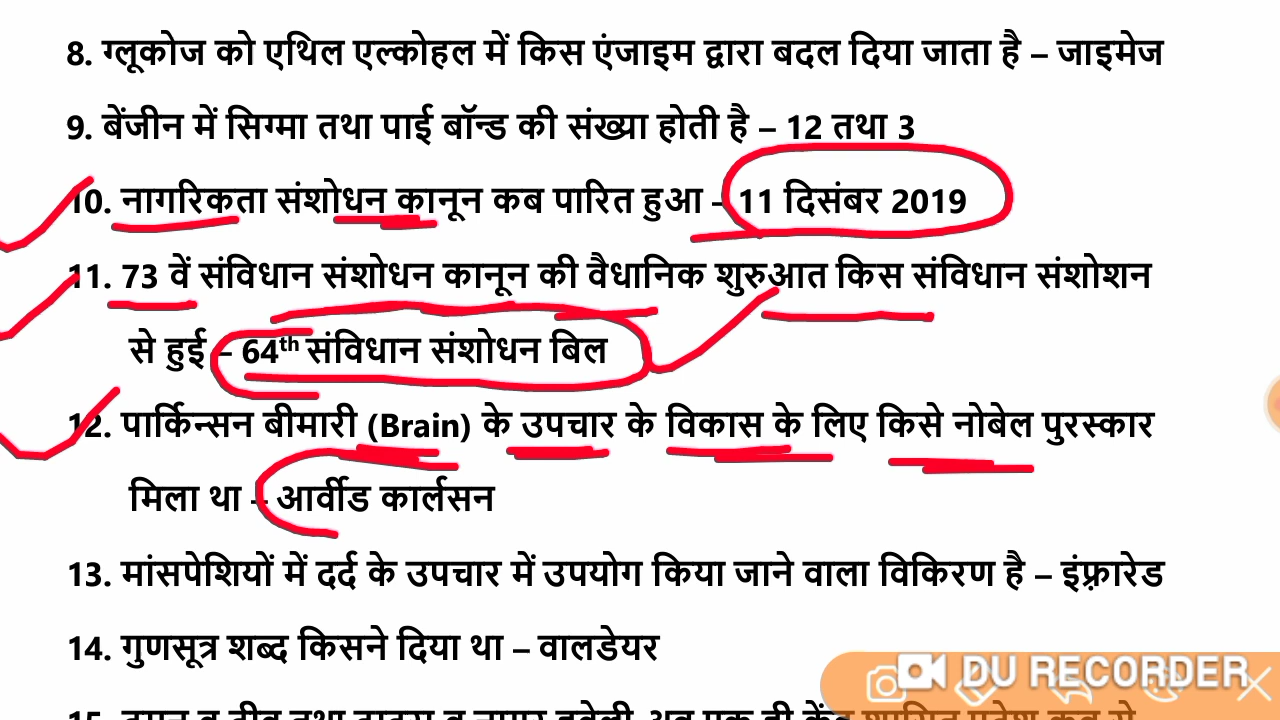 8. ग्लूकोज को एथिल एल्कोहल में किस एंजाइम द्वारा बदल दिया जाता है – जाइमेज
9. बेंजीन में सिग्मा तथा पाई बॉन्ड की संख्या होती है – 12 तथा 3
10. नागरिकता संशोधन कानून कब पारित हुआ – 11 दिसंबर 2019
11. 73 वें संविधान संशोधन कानून की वैधानिक शुरुआत किस संविधान संशोशन
से हुई – 64th संविधान संशोधन बिल
12. पार्किन्सन बीमारी (Brain) के उपचार के विकास के लिए किसे नोबेल पुरस्कार
मिला था – आर्वीड कार्लसन
13. मांसपेशियों में दर्द के उपचार में उपयोग किया जाने वाला विकिरण है – इंफ़्रारेड
14. गुणसूत्र शब्द किसने दिया था – वालडेयर
DU RECORDER